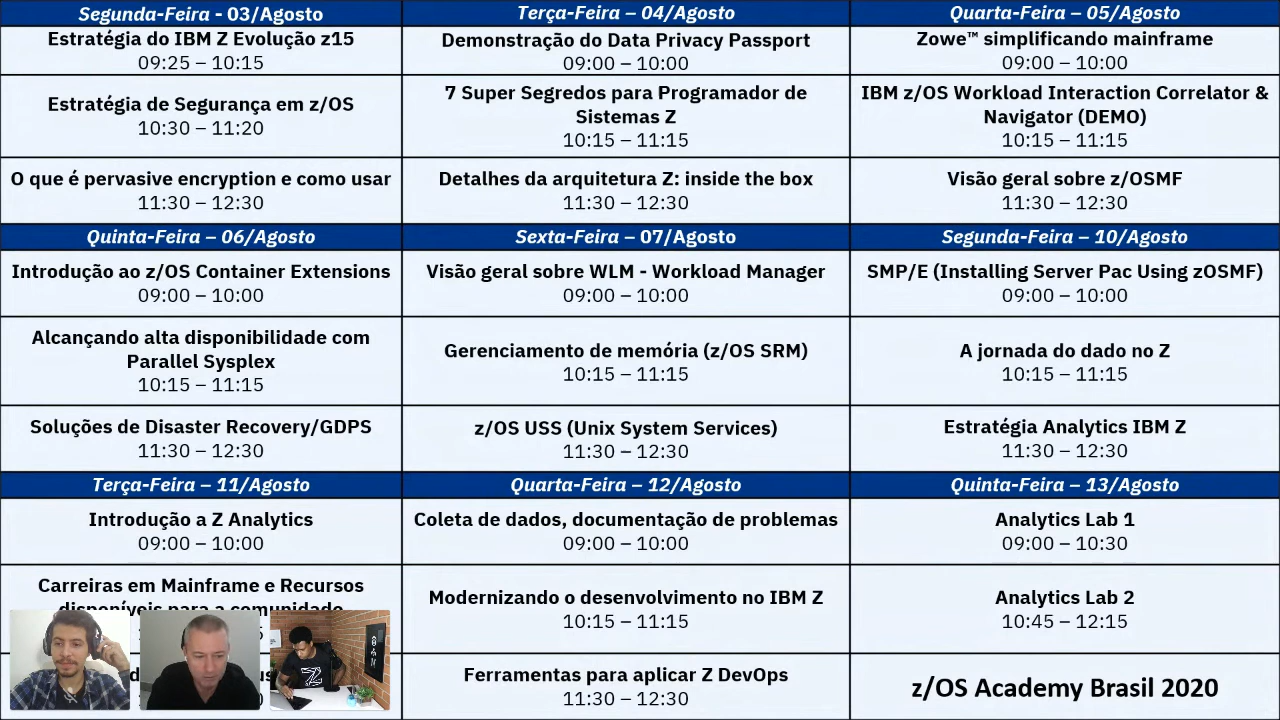 Segunda-Feira - 03/Agosto
Estratégia do IBM Z Evolução z15
09:25 – 10:15
Estratégia de Segurança em z/OS
10:30 – 11:20
O que é pervasive encryption e como usar
11:30 – 12:30
Terça-Feira – 04/Agosto
Demonstração do Data Privacy Passport
09:00 – 10:00
7 Super Segredos para Programador de
Sistemas Z
10:15 – 11:15
Detalhes da arquitetura Z: inside the box
11:30 – 12:30
Quarta-Feira – 05/Agosto
Zowe™ simplificando mainframe
09:00 – 10:00
IBM z/OS Workload Interaction Correlator &
Navigator (DEMO)
10:15 – 11:15
Visão geral sobre z/OSMF
11:30 – 12:30
Quinta-Feira – 06/Agosto
Introdução ao z/OS Container Extensions
09:00 – 10:00
Alcançando alta disponibilidade com
Parallel Sysplex
10:15 – 11:15
Soluções de Disaster Recovery/GDPS
11:30 – 12:30
Sexta-Feira – 07/Agosto
Visão geral sobre WLM - Workload Manager
09:00 – 10:00
Gerenciamento de memória (z/OS SRM)
10:15 – 11:15
z/OS USS (Unix System Services)
11:30 – 12:30
Segunda-Feira – 10/Agosto
SMP/E (Installing Server Pac Using zOSMF)
09:00 – 10:00
A jornada do dado no Z
10:15 – 11:15
Estratégia Analytics IBM Z
11:30 – 12:30
Terça-Feira – 11/Agosto
Introdução a Z Analytics
09:00 – 10:00
Carreiras em Mainframe e Recursos
disponíveis para a comunidade
Quarta-Feira – 12/Agosto
Coleta de dados, documentação de problemas
09:00 – 10:00
Modernizando o desenvolvimento no IBM Z
10:15 – 11:15
Ferramentas para aplicar Z DevOps
11:30 – 12:30
Quinta-Feira – 13/Agosto
Analytics Lab 1
09:00 – 10:30
Analytics Lab 2
10:45 – 12:15
z/OS Academy Brasil 2020